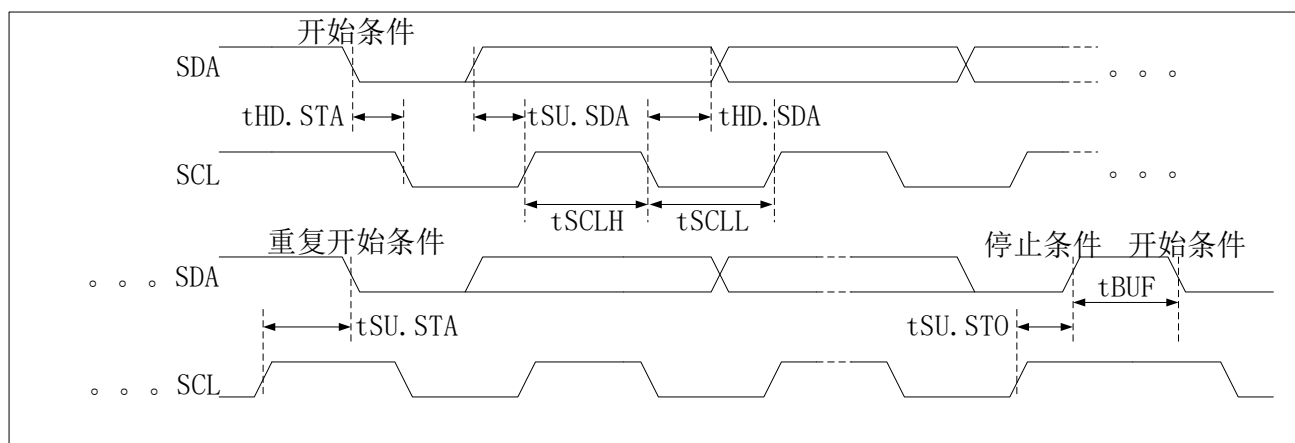 开始条件
SDA 。 。 。
tHD.STA tSU.SDA tHD.SDA
SCL 。 。 。
tSCLH tSCLL
重复开始条件 停止条件 开始条件
。 。 。 SDA tBUF
tSU.STA tSU.STO
。 。 。 SCL